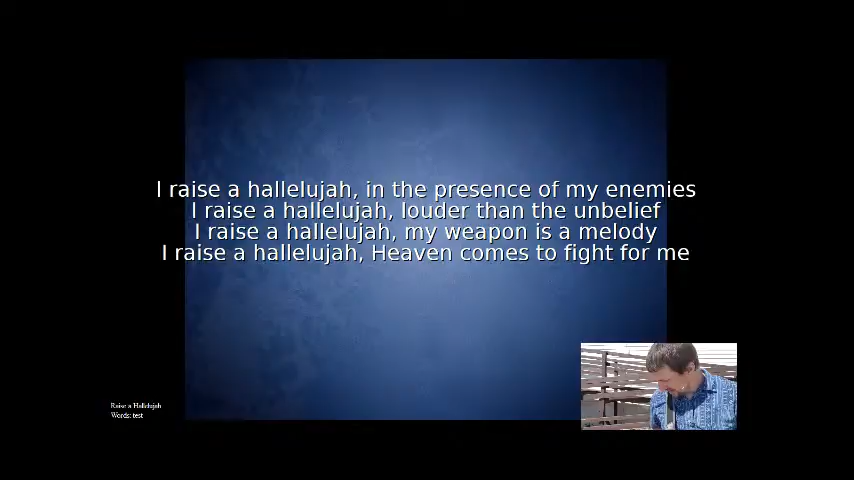 I raise a hallelujah, in the presence of my enemies
I raise a hallelujah, louder than the unbelief
I raise a hallelujah, my weapon is a melody
I raise a hallelujah, Heaven comes to fight for me
Raise a Hallelujah
Words: test